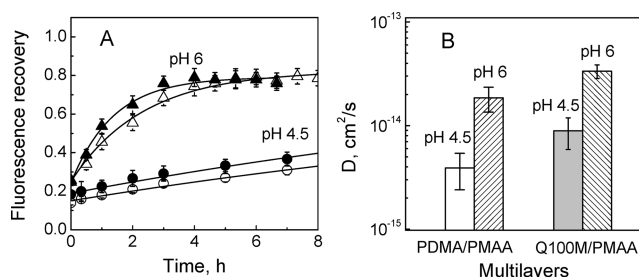 A
Fluorescence recovery
1.0
0.8
0.6
0.4
0.2
0.0
pH 6
pH 4.5
0 2 4 6 8
Time, h
B
D, cm²/s
10⁻¹³
10⁻¹⁴
10⁻¹⁵
pH 4.5
pH 6
pH 4.5
pH 6
PDMA/PMAA Q100M/PMAA
Multilayers